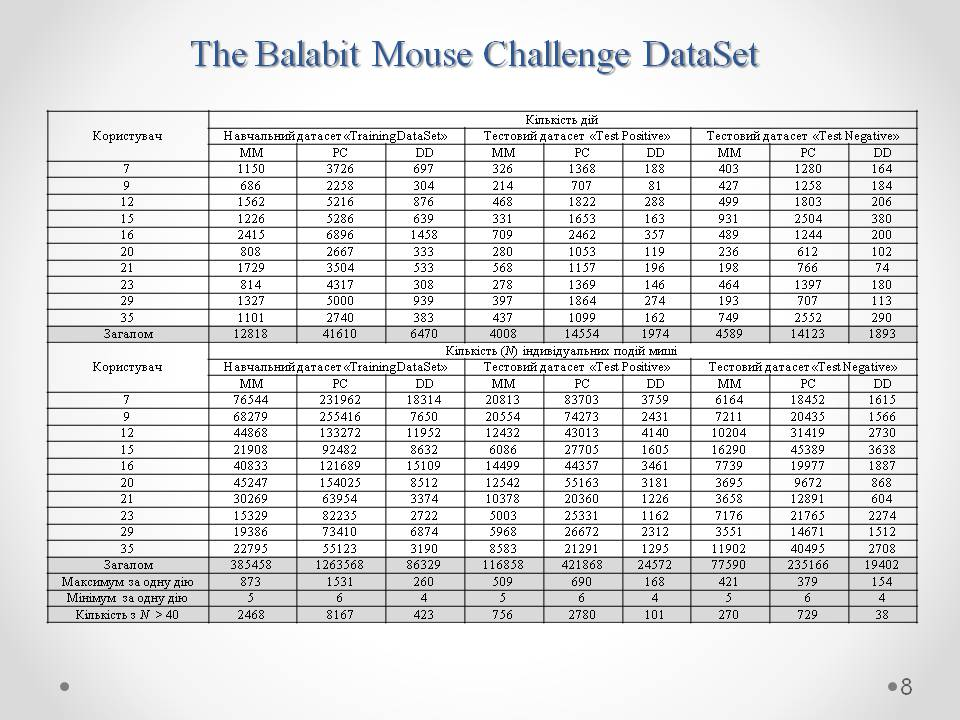 The Balabit Mouse Challenge DataSet
Користувач Кількість дій
Навчальний датасет «TrainingDataSet» Тестовий датасет «Test Positive» Тестовий датасет «Test Negative»
MM PC DD MM PC DD MM PC DD
7 1150 3726 697 326 1368 188 403 1280 164
9 686 2258 304 214 707 81 427 1258 184
12 1562 5216 876 468 1822 288 499 1803 206
15 1226 5286 639 331 1653 163 931 2504 380
16 2415 6896 1458 709 2462 357 489 1244 200
20 808 2667 333 280 1053 119 236 612 102
21 1729 3504 533 568 1157 196 198 766 74
23 814 4317 308 278 1369 146 464 1397 180
29 1327 5000 939 397 1864 274 193 707 113
35 1101 2740 383 437 1099 162 749 2552 290
Загалом 12818 41610 6470 4008 14554 1974 4589 14123 1893
Користувач Кількість (N) індивідуальних подій миші
Навчальний датасет «TrainingDataSet» Тестовий датасет «Test Positive» Тестовий датасет «Test Negative»
MM PC DD MM PC DD MM PC DD
7 76544 231962 18314 20813 83703 3759 6164 18452 1615
9 68279 255416 7650 20554 74273 2431 7211 20435 1566
12 44868 133272 11952 12432 43013 4140 10204 31419 2730
15 21908 92482 8632 6086 27705 1605 16290 45389 3638
16 40833 121689 15109 14499 44357 3461 7739 19977 1887
20 45247 154025 8512 12542 55163 3181 3695 9672 868
21 30269 63954 3374 10378 20360 1226 3658 12891 604
23 15329 82235 2722 5003 25331 1162 7176 21765 2274
29 19386 73410 6874 5968 26672 2312 3551 14671 1512
35 22795 55123 3190 8583 21291 1295 11902 40495 2708
Загалом 385458 1263568 86329 116858 421868 24572 77590 235166 19402
Максимум за одну дію 873 1531 260 509 690 168 421 379 154
Мінімум за одну дію 5 6 4 5 6 4 5 6 4
Кількість з N > 40 2468 8167 423 756 2780 101 270 729 38
8